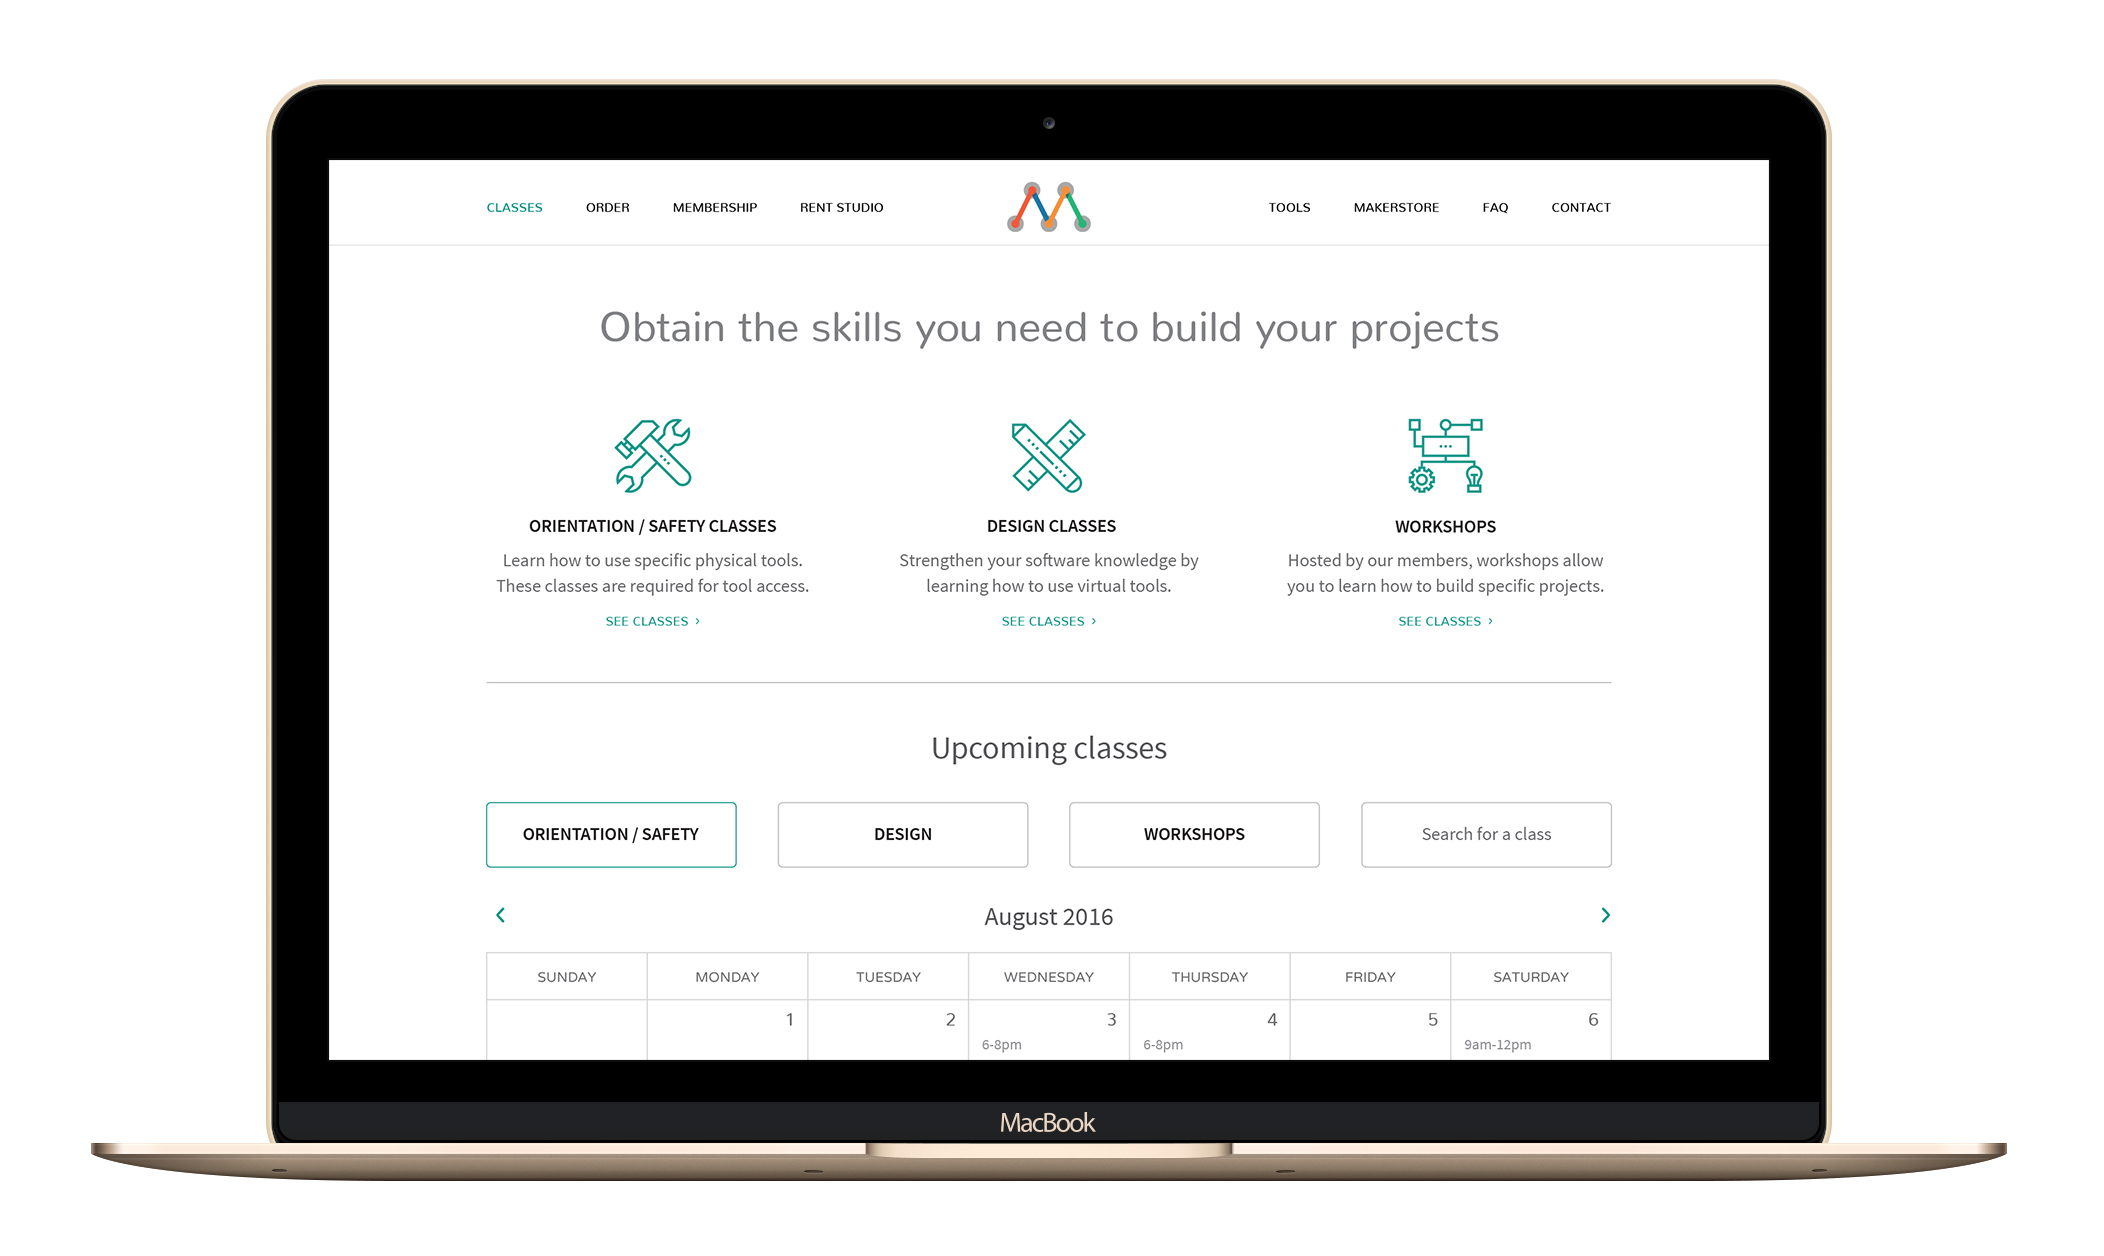 CLASSES ORDER MEMBERSHIP RENT STUDIO TOOLS MAKERSTORE FAQ CONTACT
Obtain the skills you need to build your projects
ORIENTATION / SAFETY CLASSES
Learn how to use specific physical tools.
These classes are required for tool access.
SEE CLASSES ›
DESIGN CLASSES
Strengthen your software knowledge by
learning how to use virtual tools.
SEE CLASSES ›
WORKSHOPS
Hosted by our members, workshops allow
you to learn how to build specific projects.
SEE CLASSES ›
Upcoming classes
ORIENTATION / SAFETY DESIGN WORKSHOPS Search for a class
August 2016
SUNDAY MONDAY TUESDAY WEDNESDAY THURSDAY FRIDAY SATURDAY
1 2 3 4 5 6
6-8pm 6-8pm 9am-12pm
MacBook